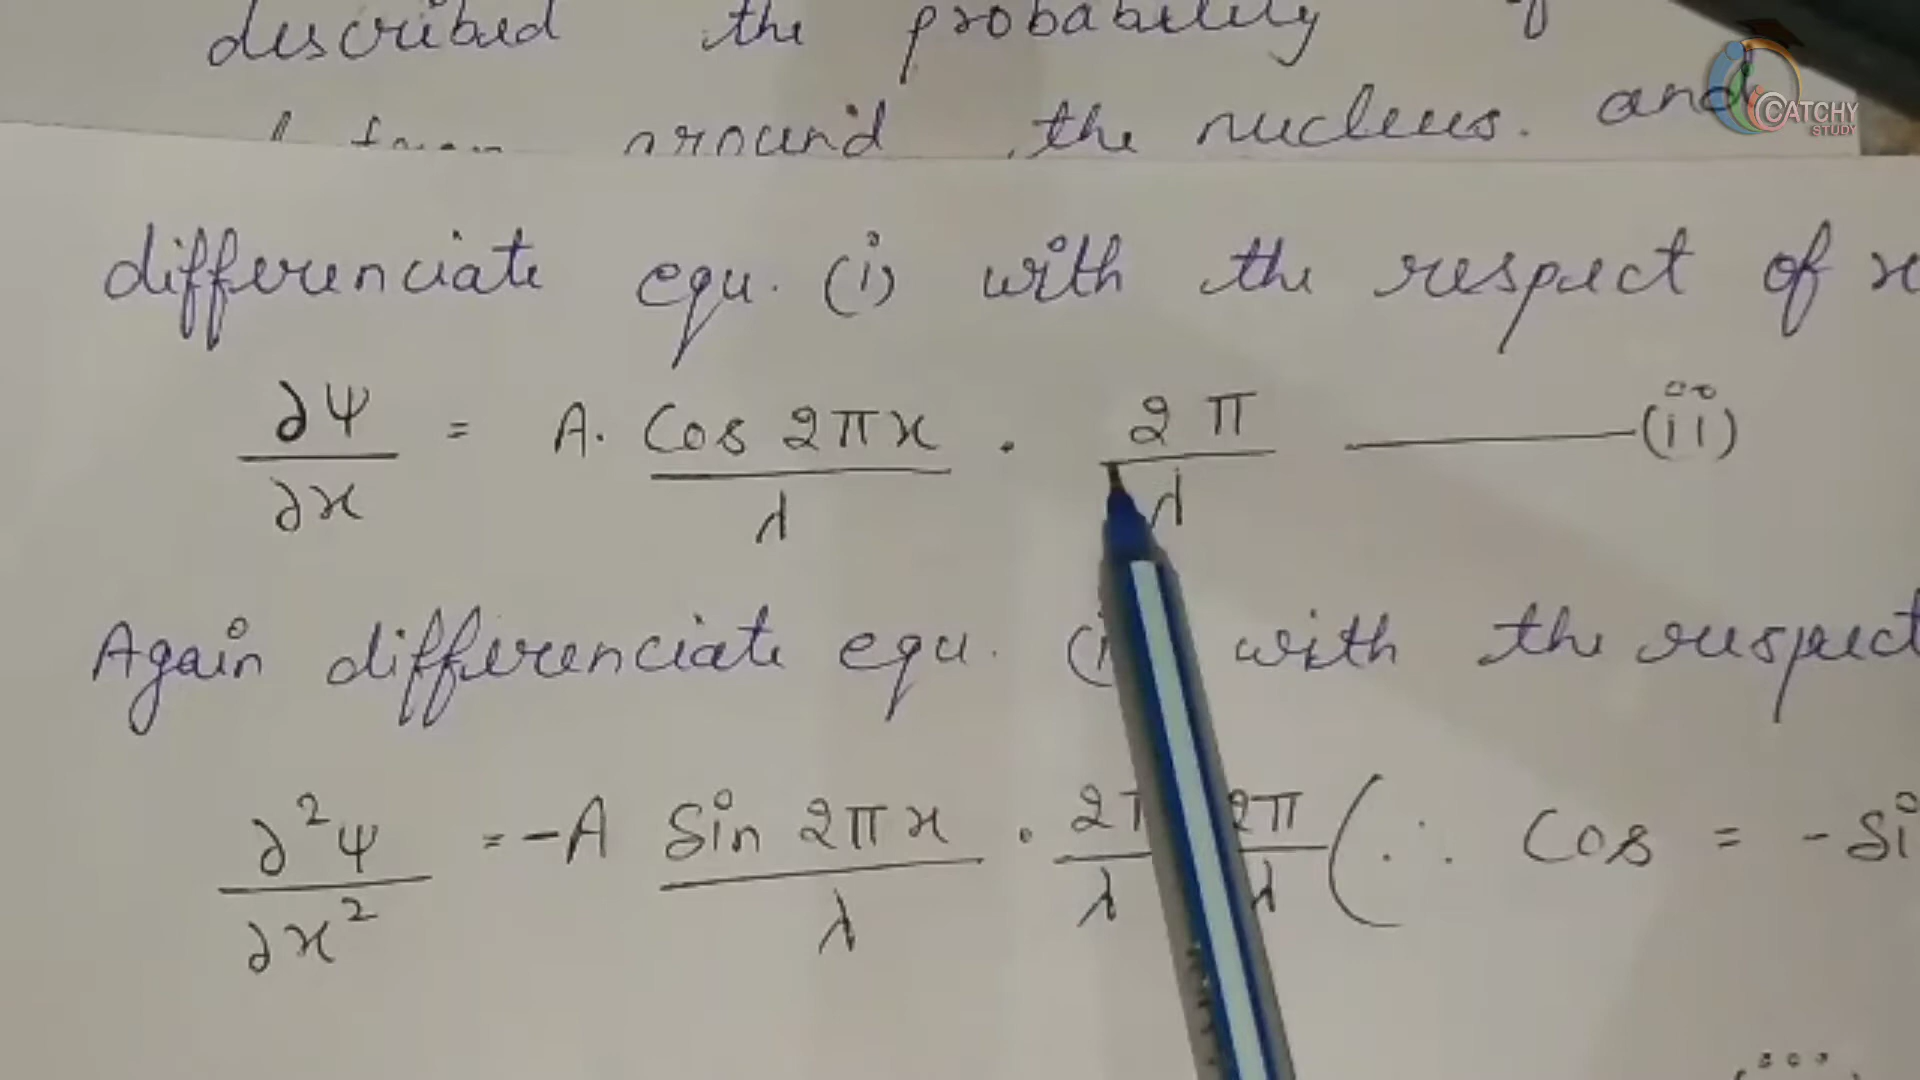 described the probability of
around the nucleus. and
CATCHY
STUDY
differenciate equ. (i) with the respect of x
∂ψ/∂x = A. Cos 2πx/λ . 2π/λ ———(ii)
Again differenciate equ. (i with the respect
∂²ψ/∂x² = -A Sin 2πx/λ . 2π/λ 2π/λ (∵ Cos = - Si